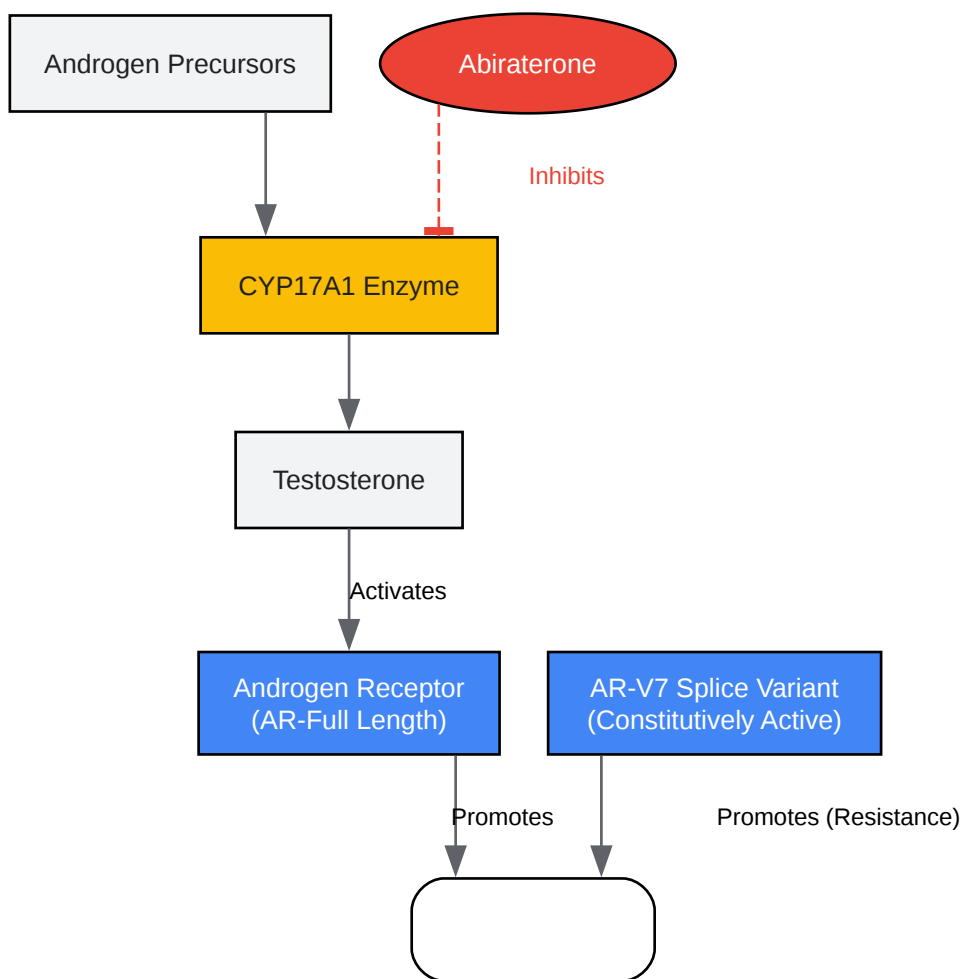 Androgen Precursors
Abiraterone
Inhibits
CYP17A1 Enzyme
Testosterone
Activates
Androgen Receptor
(AR-Full Length)
AR-V7 Splice Variant
(Constitutively Active)
Promotes
Promotes (Resistance)